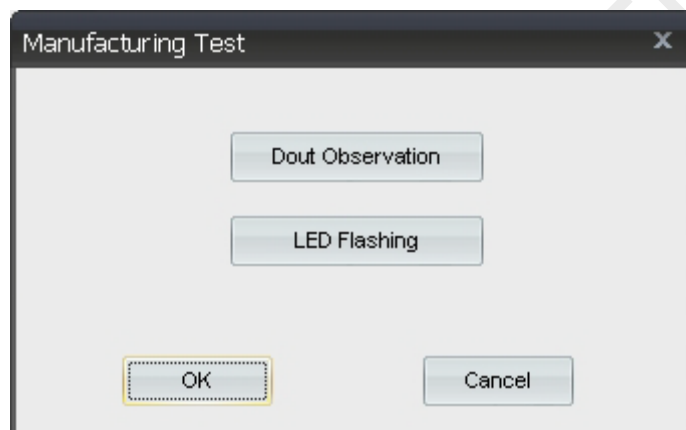 Manufacturing Test
Dout Observation
LED Flashing
OK Cancel